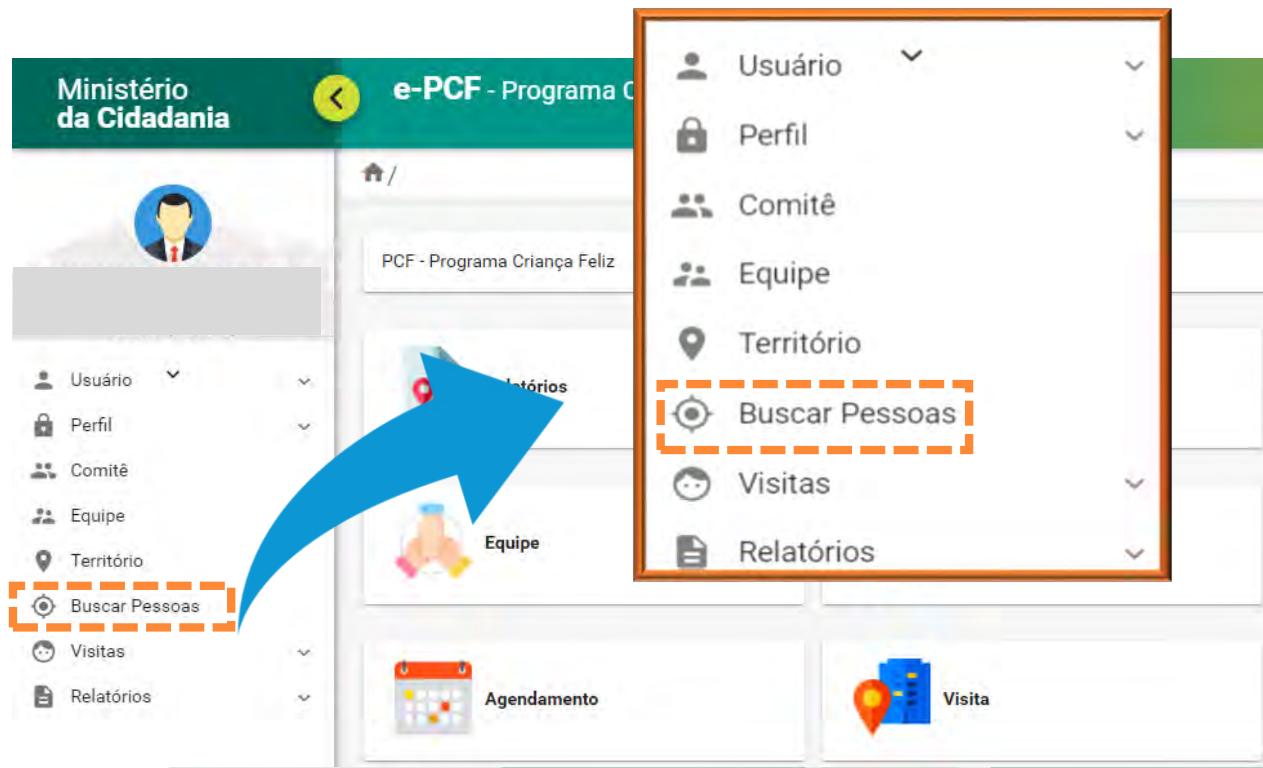 Ministério
da Cidadania
e-PCF - Programa C
PCF - Programa Criança Feliz
Usuário
Perfil
Comitê
Equipe
Território
Buscar Pessoas
Visitas
Relatórios
Equipe
Agendamento
Visita
Usuário
Perfil
Comitê
Equipe
Território
Buscar Pessoas
Visitas
Relatórios